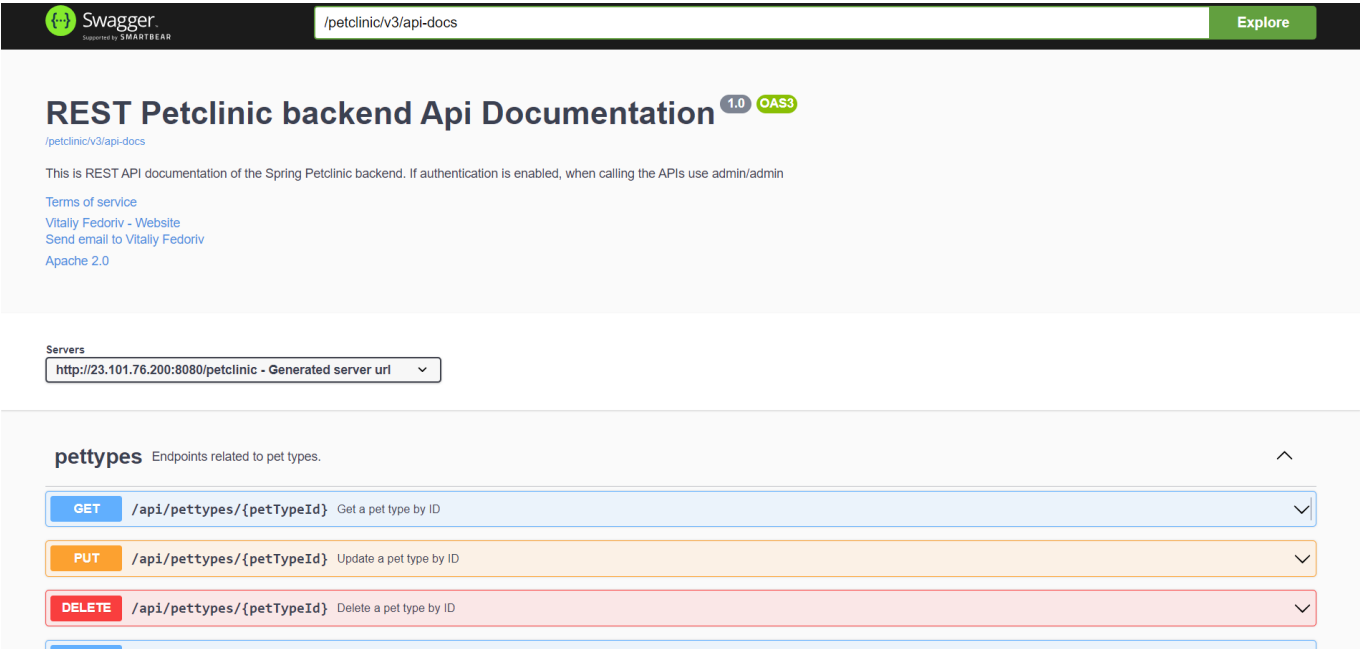 Swagger.
Supported by SMARTBEAR
/petclinic/v3/api-docs
Explore
REST Petclinic backend Api Documentation 1.0 OAS3
/petclinic/v3/api-docs
This is REST API documentation of the Spring Petclinic backend. If authentication is enabled, when calling the APIs use admin/admin
Terms of service
Vitaliy Fedoriv - Website
Send email to Vitaliy Fedoriv
Apache 2.0
Servers
http://23.101.76.200:8080/petclinic - Generated server url
pettypes Endpoints related to pet types.
GET /api/pettypes/{petTypeId} Get a pet type by ID
PUT /api/pettypes/{petTypeId} Update a pet type by ID
DELETE /api/pettypes/{petTypeId} Delete a pet type by ID